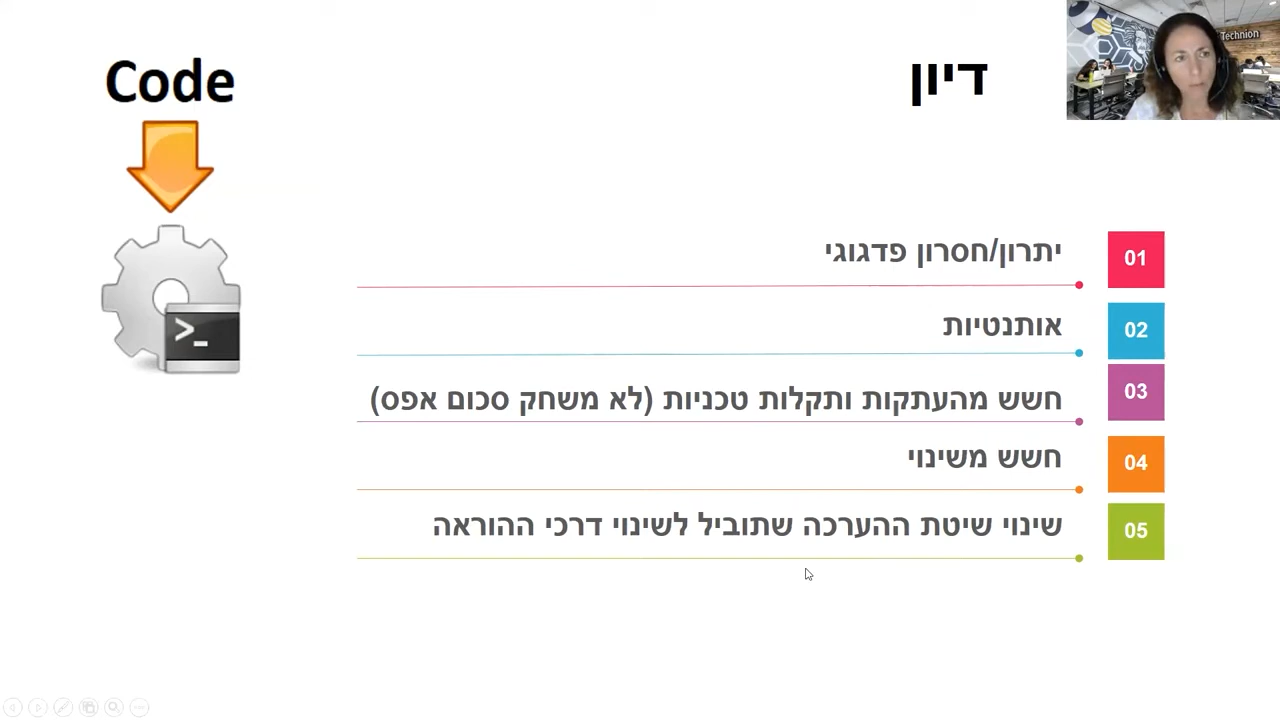 Code
דיון
Technion
01 יתרון/חסרון פדגוגי
02 אותנטיות
03 חשש מהעתקות ותקלות טכניות (לא משחק סכום אפס)
04 חשש משינוי
05 שינוי שיטת ההערכה שתוביל לשינוי דרכי ההוראה
>_